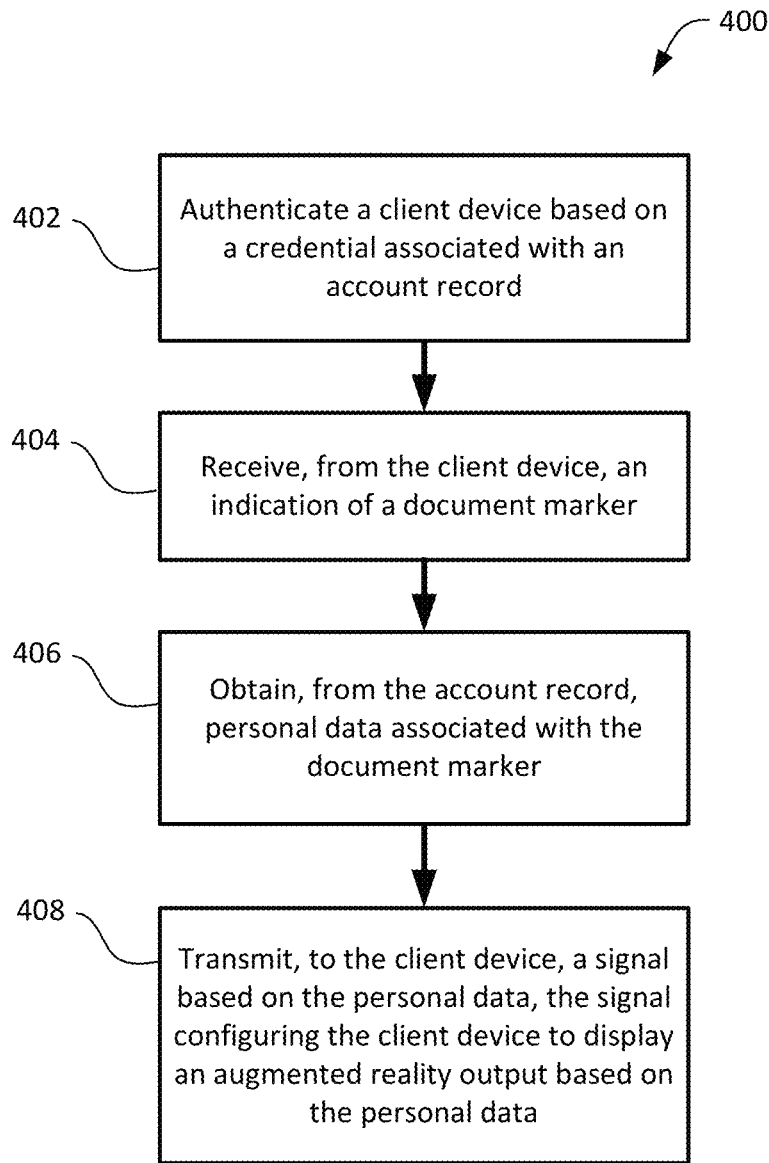 400
402
Authenticate a client device based on
a credential associated with an
account record
404
Receive, from the client device, an
indication of a document marker
406
Obtain, from the account record,
personal data associated with the
document marker
408
Transmit, to the client device, a signal
based on the personal data, the signal
configuring the client device to display
an augmented reality output based on
the personal data